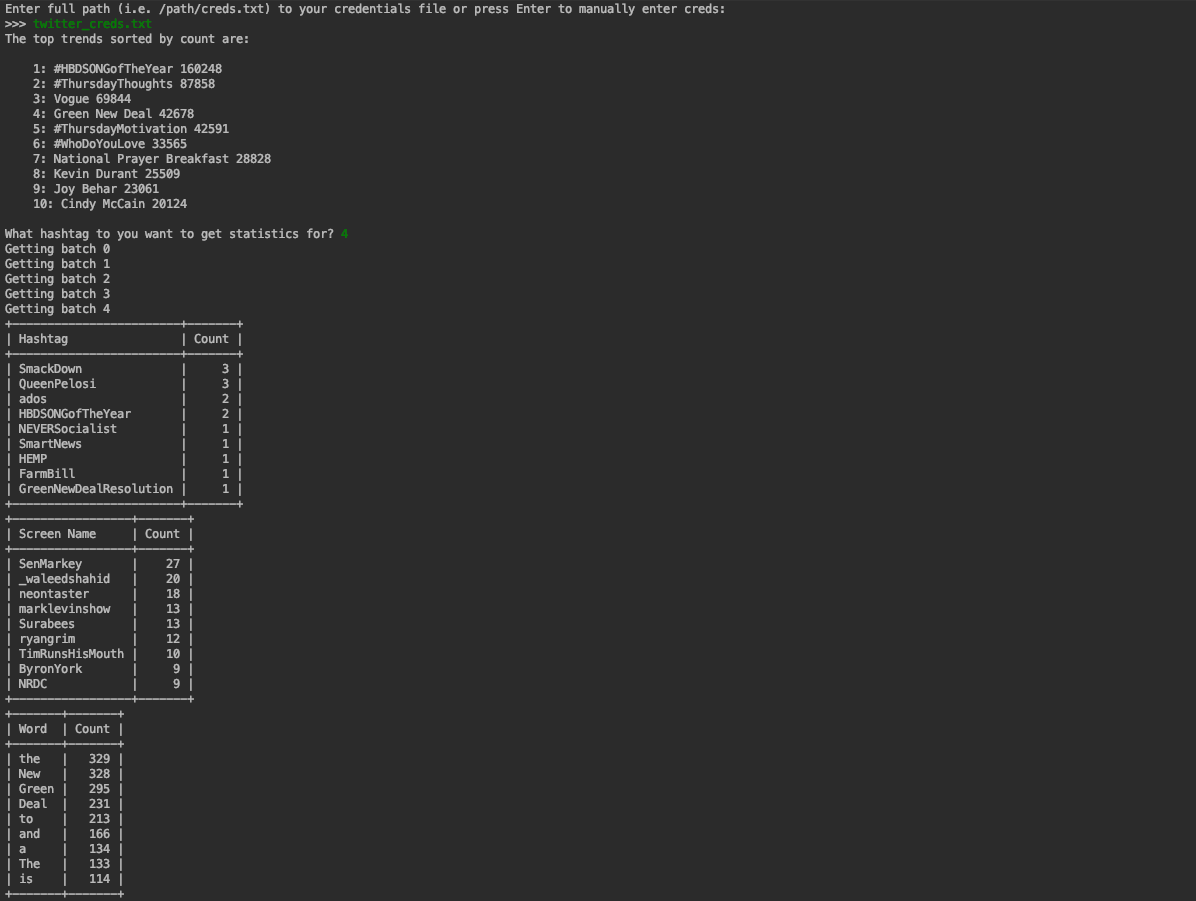 Enter full path (i.e. /path/creds.txt) to your credentials file or press Enter to manually enter creds:
>>> twitter_creds.txt
The top trends sorted by count are:
1: #HBDSONGofTheYear 160248
2: #ThursdayThoughts 87858
3: Vogue 69844
4: Green New Deal 42678
5: #ThursdayMotivation 42591
6: #WhoDoYouLove 33565
7: National Prayer Breakfast 28828
8: Kevin Durant 25509
9: Joy Behar 23061
10: Cindy McCain 20124
What hashtag to you want to get statistics for? 4
Getting batch 0
Getting batch 1
Getting batch 2
Getting batch 3
Getting batch 4
+------------------------+-------+
| Hashtag                | Count |
+------------------------+-------+
| SmackDown              |     3 |
| QueenPelosi            |     3 |
| ados                   |     2 |
| HBDSONGofTheYear       |     2 |
| NEVERSocialist         |     1 |
| SmartNews              |     1 |
| HEMP                   |     1 |
| FarmBill               |     1 |
| GreenNewDealResolution |     1 |
+------------------------+-------+
+-----------------+-------+
| Screen Name     | Count |
+-----------------+-------+
| SenMarkey       |    27 |
| _waleedshahid   |    20 |
| neontaster      |    18 |
| marklevinshow   |    13 |
| Surabees        |    13 |
| ryangrim        |    12 |
| TimRunsHisMouth |    10 |
| ByronYork       |     9 |
| NRDC            |     9 |
+-----------------+-------+
+-------+-------+
| Word  | Count |
+-------+-------+
| the   |   329 |
| New   |   328 |
| Green |   295 |
| Deal  |   231 |
| to    |   213 |
| and   |   166 |
| a     |   134 |
| The   |   133 |
| is    |   114 |
+-------+-------+